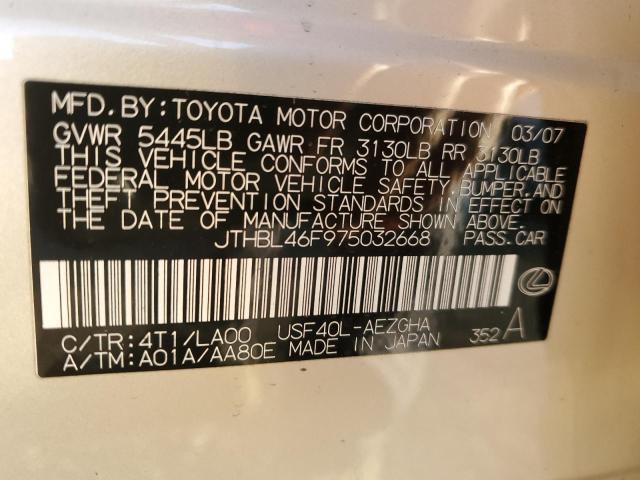 MFD. BY: TOYOTA MOTOR CORPORATION 03/07
GVWR 5445LB GAWR FR 3130LB RR 3130LB
THIS VEHICLE CONFORMS TO ALL APPLICABLE
FEDERAL MOTOR VEHICLE SAFETY, BUMPER, AND
THEFT PREVENTION STANDARDS IN EFFECT ON
THE DATE OF MANUFACTURE SHOWN ABOVE.
JTHBL46F975032668 PASS.CAR
C/TR: 4T1/LA00 USF40L-AEZGHA 352 A
A/TM: A01A/AA80E MADE IN JAPAN